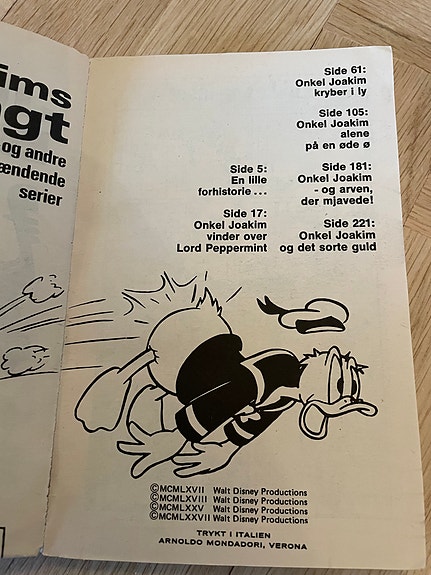 ims
gt
og andre
ændende
serier
Side 5:
En lille
forhistorie...
Side 17:
Onkel Joakim
vinder over
Lord Peppermint
Side 61:
Onkel Joakim
kryber i ly
Side 105:
Onkel Joakim
alene
på en øde ø
Side 181:
Onkel Joakim
- og arven,
der mjavede!
Side 221:
Onkel Joakim
og det sorte guld
©MCMLXVII Walt Disney Productions
©MCMLXVIII Walt Disney Productions
©MCMLXXV Walt Disney Productions
©MCMLXXVII Walt Disney Productions
TRYKT I ITALIEN
ARNOLDO MONDADORI, VERONA